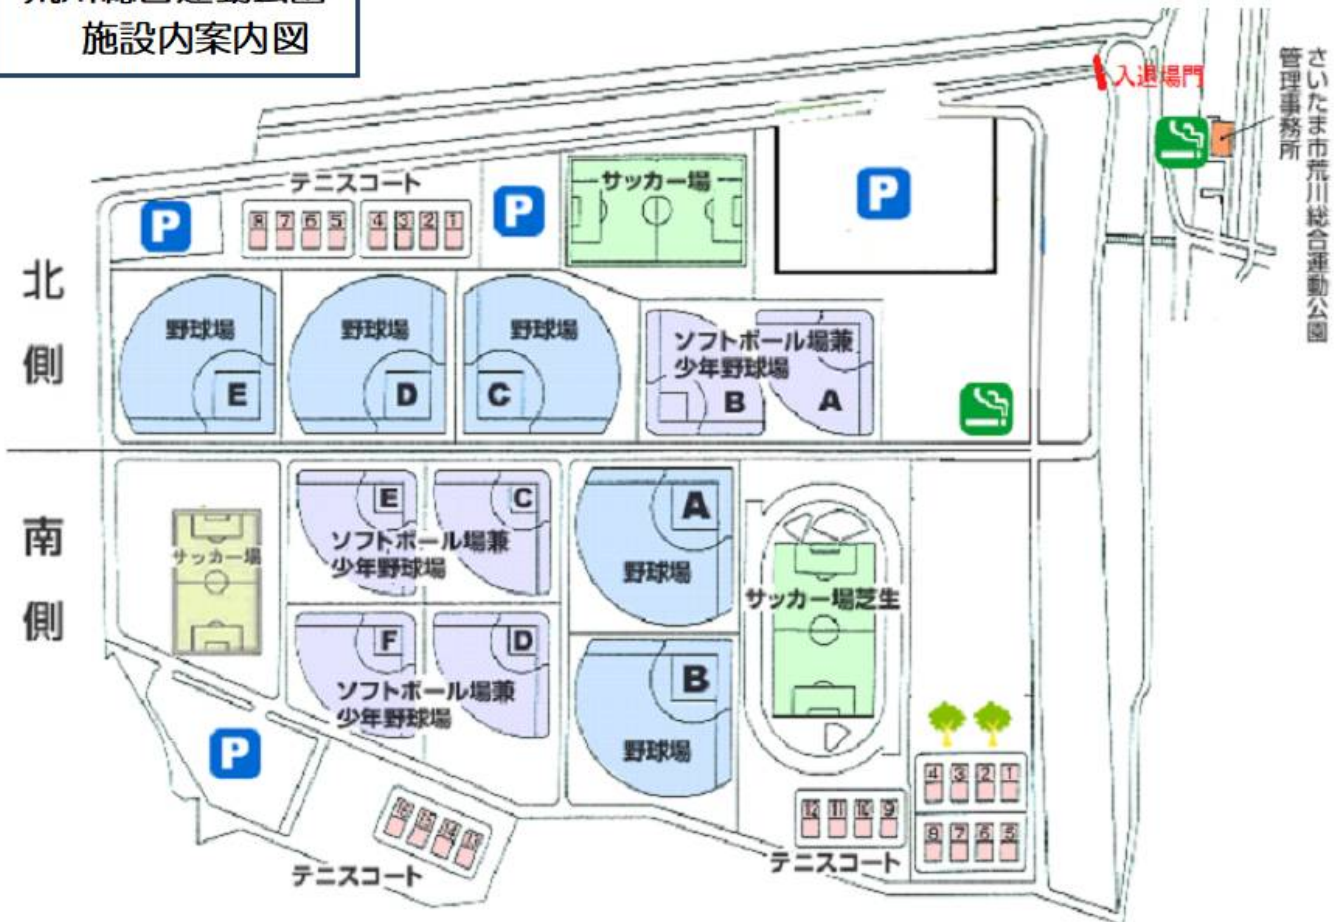 施設内案内図
入退場門
さいたま市荒川総合運動公園
管理事務所
テニスコート
サッカー場
P
P
P
8 7 6 5 4 3 2 1
北側
野球場
E
野球場
D
野球場
C
ソフトボール場兼
少年野球場
B
A
南側
サッカー場
E
C
ソフトボール場兼
少年野球場
F
D
ソフトボール場兼
少年野球場
A
野球場
B
野球場
サッカー場芝生
P
4 3 2 1
8 7 6 5
12 11 10 9
テニスコート
16 15 14 13
テニスコート